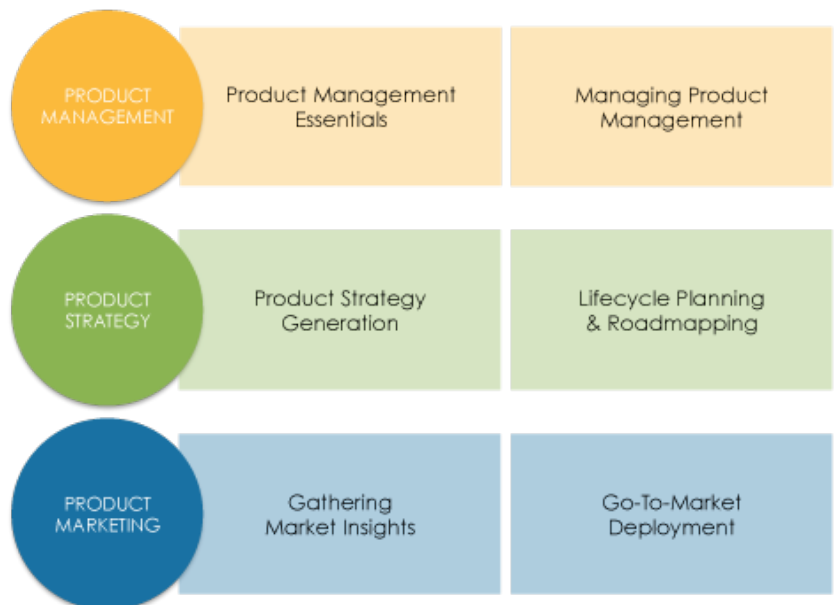 PRODUCT
MANAGEMENT
Product Management
Essentials
Managing Product
Management
PRODUCT
STRATEGY
Product Strategy
Generation
Lifecycle Planning
& Roadmapping
PRODUCT
MARKETING
Gathering
Market Insights
Go-To-Market
Deployment